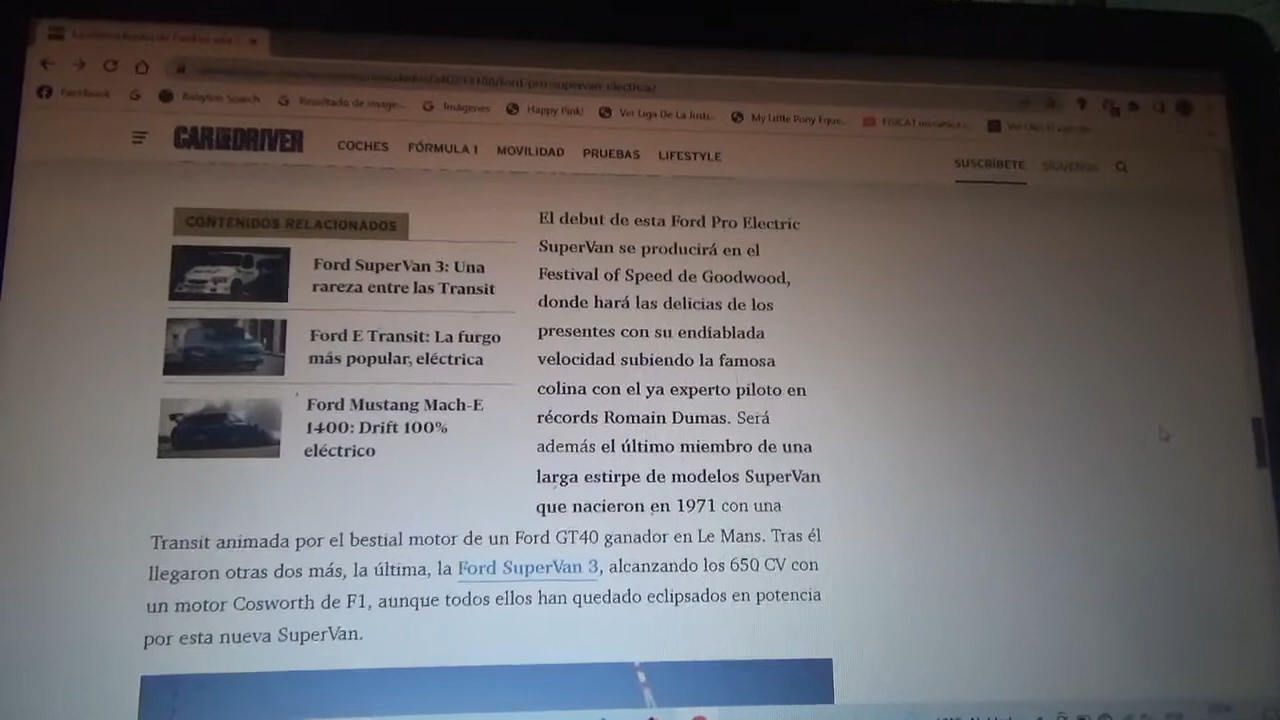 Facebook
G
Babylon Search
Resultado de image...
Imágenes
Happy Pink!
Ver Liga De La Justi...
My Little Pony Eque...
CAR AND DRIVER
COCHES
FÓRMULA 1
MOVILIDAD
PRUEBAS
LIFESTYLE
SUSCRÍBETE
SÍGUENOS
CONTENIDOS RELACIONADOS
Ford SuperVan 3: Una
rareza entre las Transit
Ford E Transit: La furgo
más popular, eléctrica
Ford Mustang Mach-E
1400: Drift 100%
eléctrico
El debut de esta Ford Pro Electric
SuperVan se producirá en el
Festival of Speed de Goodwood,
donde hará las delicias de los
presentes con su endiablada
velocidad subiendo la famosa
colina con el ya experto piloto en
récords Romain Dumas. Será
además el último miembro de una
larga estirpe de modelos SuperVan
que nacieron en 1971 con una
Transit animada por el bestial motor de un Ford GT40 ganador en Le Mans. Tras él
llegaron otras dos más, la última, la Ford SuperVan 3, alcanzando los 650 CV con
un motor Cosworth de F1, aunque todos ellos han quedado eclipsados en potencia
por esta nueva SuperVan.